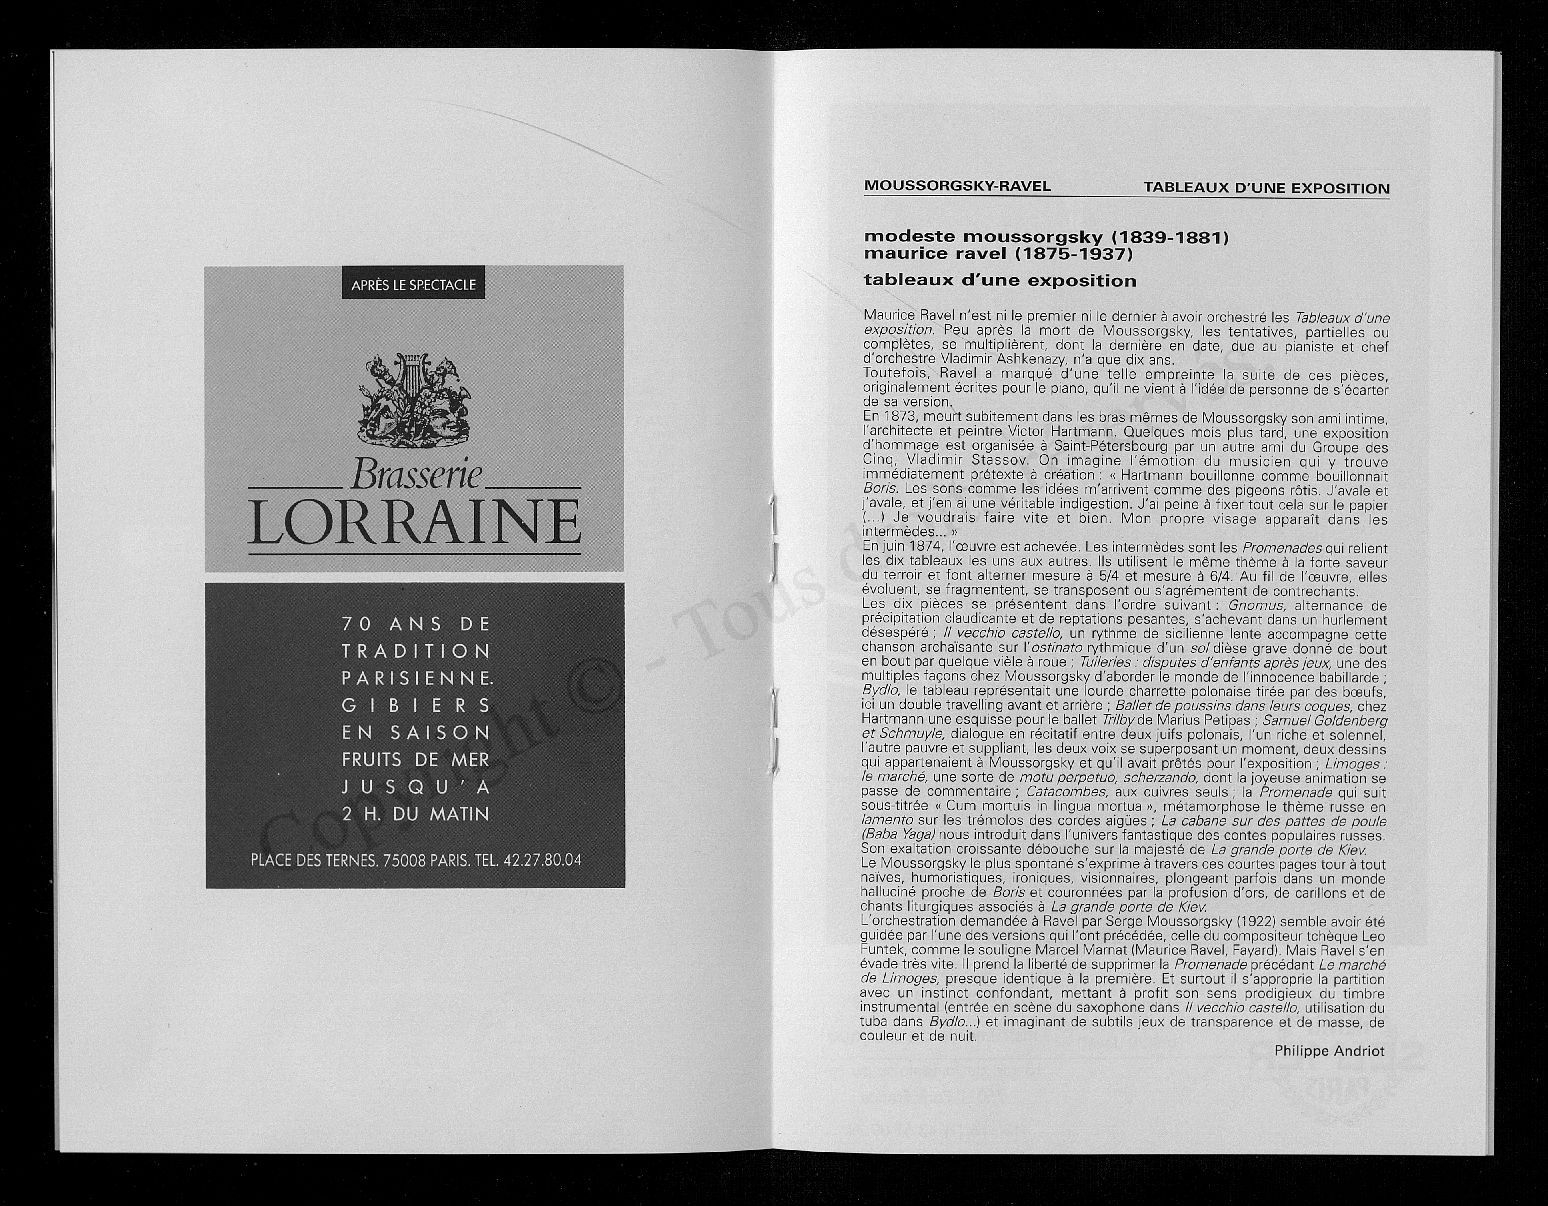 APRÈS LE SPECTACLE
Brasserie
LORRAINE
70 ANS DE
TRADITION
PARISIENNE.
GIBIERS
EN SAISON
FRUITS DE MER
JUSQU'A
2 H. DU MATIN
PLACE DES TERNES. 75008 PARIS. TEL. 42.27.80.04
Copyright © - Tous d
MOUSSORGSKY-RAVEL TABLEAUX D'UNE EXPOSITION
modeste moussorgsky (1839-1881)
maurice ravel (1875-1937)
tableaux d'une exposition
Maurice Ravel n'est ni le premier ni le dernier à avoir orchestré les Tableaux d'une
exposition. Peu après la mort de Moussorgsky, les tentatives, partielles ou
complètes, se multiplièrent, dont la dernière en date, due au pianiste et chef
d'orchestre Vladimir Ashkenazy, n'a que dix ans.
Toutefois, Ravel a marqué d'une telle empreinte la suite de ces pièces,
originalement écrites pour le piano, qu'il ne vient à l'idée de personne de s'écarter
de sa version.
En 1873, meurt subitement dans les bras mêmes de Moussorgsky son ami intime,
l'architecte et peintre Victor Hartmann. Quelques mois plus tard, une exposition
d'hommage est organisée à Saint-Pétersbourg par un autre ami du Groupe des
Cinq, Vladimir Stassov. On imagine l'émotion du musicien qui y trouve
immédiatement prétexte à création : « Hartmann bouillonne comme bouillonnait
Boris. Les sons comme les idées m'arrivent comme des pigeons rôtis. J'avale et
j'avale, et j'en ai une véritable indigestion. J'ai peine à fixer tout cela sur le papier
(...) Je voudrais faire vite et bien. Mon propre visage apparaît dans les
intermèdes... »
En juin 1874, l'œuvre est achevée. Les intermèdes sont les Promenades qui relient
les dix tableaux les uns aux autres. Ils utilisent le même thème à la forte saveur
du terroir et font alterner mesure à 5/4 et mesure à 6/4. Au fil de l'œuvre, elles
évoluent, se fragmentent, se transposent ou s'agrémentent de contrechants.
Les dix pièces se présentent dans l'ordre suivant : Gnomus, alternance de
précipitation claudicante et de reptations pesantes, s'achevant dans un hurlement
désespéré ; Il vecchio castello, un rythme de sicilienne lente accompagne cette
chanson archaïsante sur l'ostinato rythmique d'un sol dièse grave donné de bout
en bout par quelque vièle à roue ; Tuileries : disputes d'enfants après jeux, une des
multiples façons chez Moussorgsky d'aborder le monde de l'innocence babillarde ;
Bydlo, le tableau représentait une lourde charrette polonaise tirée par des bœufs,
ici un double travelling avant et arrière ; Ballet de poussins dans leurs coques, chez
Hartmann une esquisse pour le ballet Trilby de Marius Petipas ; Samuel Goldenberg
et Schmuyle, dialogue en récitatif entre deux juifs polonais, l'un riche et solennel,
l'autre pauvre et suppliant, les deux voix se superposant un moment, deux dessins
qui appartenaient à Moussorgsky et qu'il avait prêtés pour l'exposition ; Limoges :
le marché, une sorte de motu perpetuo, scherzando, dont la joyeuse animation se
passe de commentaire ; Catacombes, aux cuivres seuls ; la Promenade qui suit
sous-titrée « Cum mortuis in lingua mortua », métamorphose le thème russe en
lamento sur les trémolos des cordes aigües ; La cabane sur des pattes de poule
(Baba Yaga) nous introduit dans l'univers fantastique des contes populaires russes.
Son exaltation croissante débouche sur la majesté de La grande porte de Kiev.
Le Moussorgsky le plus spontané s'exprime à travers ces courtes pages tour à tout
naïves, humoristiques, ironiques, visionnaires, plongeant parfois dans un monde
halluciné proche de Boris et couronnées par la profusion d'ors, de carillons et de
chants liturgiques associés à La grande porte de Kiev.
L'orchestration demandée à Ravel par Serge Moussorgsky (1922) semble avoir été
guidée par l'une des versions qui l'ont précédée, celle du compositeur tchèque Leo
Funtek, comme le souligne Marcel Marnat (Maurice Ravel, Fayard). Mais Ravel s'en
évade très vite. Il prend la liberté de supprimer la Promenade précédant Le marché
de Limoges, presque identique à la première. Et surtout il s'approprie la partition
avec un instinct confondant, mettant à profit son sens prodigieux du timbre
instrumental (entrée en scène du saxophone dans Il vecchio castello, utilisation du
tuba dans Bydlo...) et imaginant de subtils jeux de transparence et de masse, de
couleur et de nuit.
Philippe Andriot